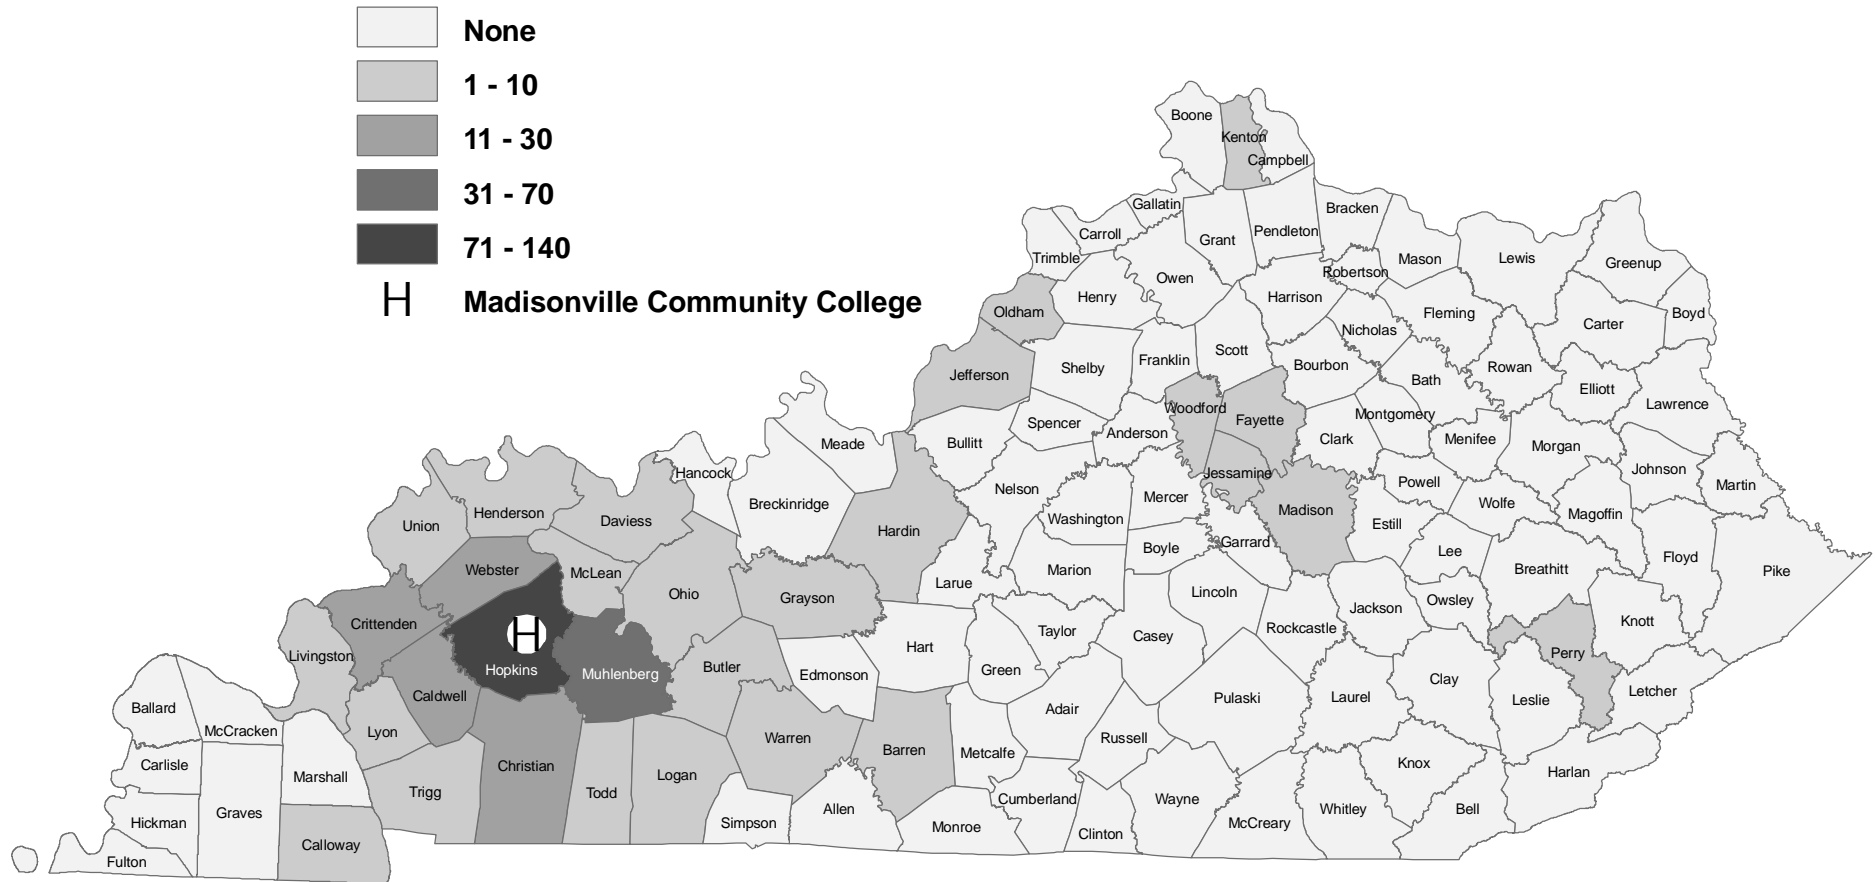 None
1 - 10
11 - 30
31 - 70
71 - 140
H Madisonville Community College
Boone
Kenton
Campbell
Gallatin
Bracken
Carroll
Grant
Pendleton
Trimble
Owen
Robertson
Mason
Lewis
Greenup
Oldham
Henry
Harrison
Nicholas
Fleming
Carter
Boyd
Jefferson
Shelby
Franklin
Scott
Bourbon
Bath
Rowan
Elliott
Lawrence
Woodford
Fayette
Montgomery
Spencer
Anderson
Clark
Menifee
Morgan
Meade
Bullitt
Hancock
Jessamine
Powell
Johnson
Martin
Breckinridge
Nelson
Mercer
Madison
Wolfe
Magoffin
Union
Henderson
Daviess
Hardin
Washington
Estill
Boyle
Garrard
Lee
Floyd
Pike
Webster
McLean
Ohio
Grayson
Larue
Marion
Lincoln
Breathitt
Crittenden
H
Jackson
Owsley
Knott
Livingston
Hopkins
Muhlenberg
Butler
Edmonson
Hart
Taylor
Green
Casey
Rockcastle
Perry
Caldwell
Pulaski
Laurel
Clay
Leslie
Letcher
Ballard
McCracken
Lyon
Warren
Barren
Adair
Metcalfe
Russell
Carlisle
Marshall
Christian
Logan
Knox
Harlan
Trigg
Todd
Cumberland
Wayne
Hickman
Graves
Simpson
Allen
Monroe
McCreary
Whitley
Bell
Clinton
Calloway
Fulton